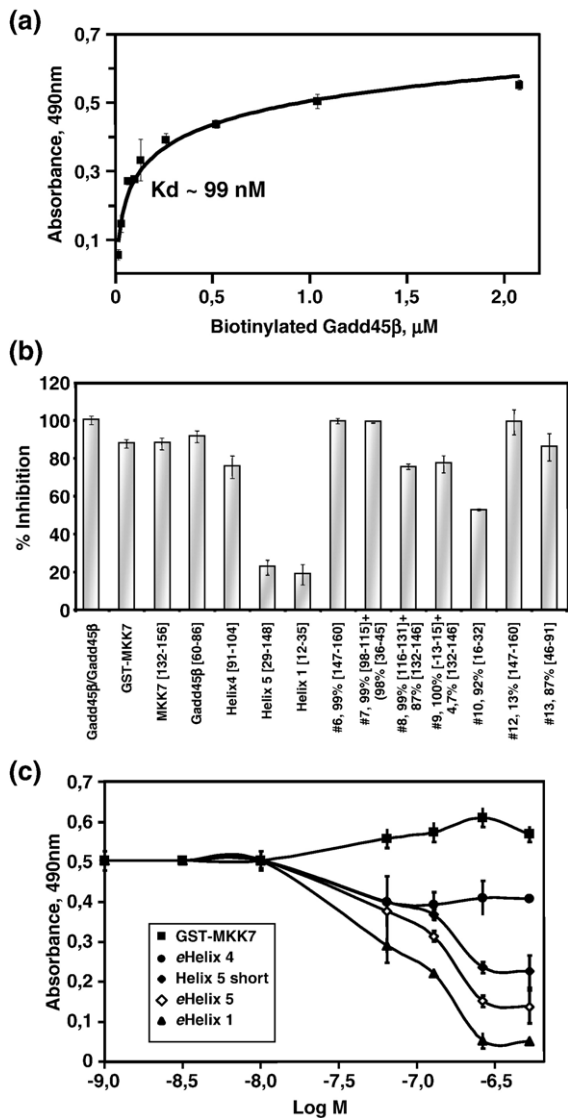 (a)
0,7
0,5
0,3
0,1
Absorbance, 490nm
Kd ~ 99 nM
0 0,5 1.0 1,5 2,0
Biotinylated Gadd45β, μM
(b)
120
100
80
60
40
20
0
% Inhibition
Gadd45β/Gadd45β
GST-MKK7
MKK7 [132-156]
Gadd45β [60-86]
Helix4 [91-104]
Helix 5 [29-148]
Helix 1 [12-35]
#6, 99% [147-160]
#7, 99% [98-115]+
(98% [36-45]
#8, 99% [116-131]+
87% [132-146]
#9, 100% [-13-15]+
4,7% [132-146]
#10, 92% [16-32]
#12, 13% [147-160]
#13, 87% [46-91]
(c)
0,7
0,6
0,5
0,4
0,3
0,2
0,1
0
Absorbance, 490nm
GST-MKK7
eHelix 4
Helix 5 short
eHelix 5
eHelix 1
-9,0 -8,5 -8,0 -7,5 -7,0 -6,5
Log M